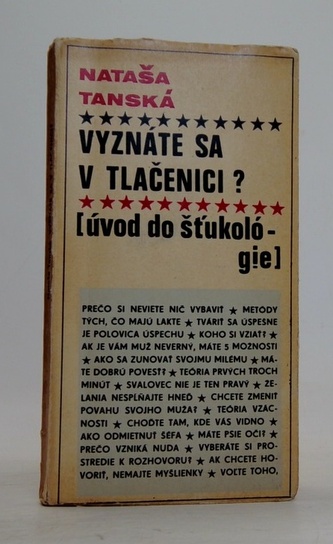 NATAŠA
TANSKÁ
★★★★★★★★★★★
VYZNÁTE SA
V TLAČENICI?
★★★★★★★★★★★
[úvod do šťukoló-
gie]
PREČO SI NEVIETE NIČ VYBAVIŤ ★ METÓDY
TÝCH, ČO MAJÚ LAKTE ★ TVÁRIŤ SA ÚSPEŠNE
JE POLOVICA ÚSPECHU ★ KOHO SI VZIAŤ? ★
AK JE VÁM MUŽ NEVERNÝ, MÁTE 5 MOŽNOSTÍ
★ AKO SA ZUNOVAŤ SVOJMU MILÉMU ★ MÁ-
TE DOBRÚ POVESŤ? ★ TEÓRIA PRVÝCH TROCH
MINÚT ★ SVALOVEC NIE JE TEN PRAVÝ ★ ŽE-
LANIA NESPĹŇAJTE HNEĎ ★ CHCETE ZMENIŤ
POVAHU SVOJHO MUŽA? ★ TEÓRIA VZÁC-
NOSTI ★ CHOĎTE TAM, KDE VÁS VIDNO ★
AKO ODMIETNUŤ ŠÉFA ★ MÁTE PSIE OČI? ★
PREČO VZNIKÁ NUDA ★ VYBERÁTE SI PRO-
STREDIE K ROZHOVORU? ★ AK CHCETE HO-
VORIŤ, NEMAJTE MYŠLIENKY ★ VOĽTE TOHO,